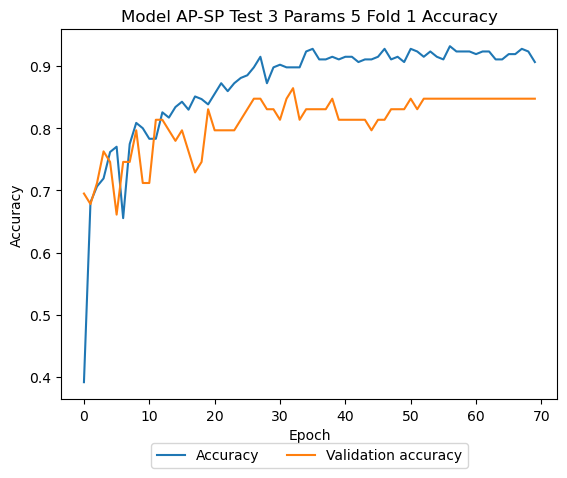 Model AP-SP Test 3 Params 5 Fold 1 Accuracy
0.9
0.8
0.7
0.6
0.5
0.4
Accuracy
0 10 20 30 40 50 60 70
Epoch
Accuracy Validation accuracy